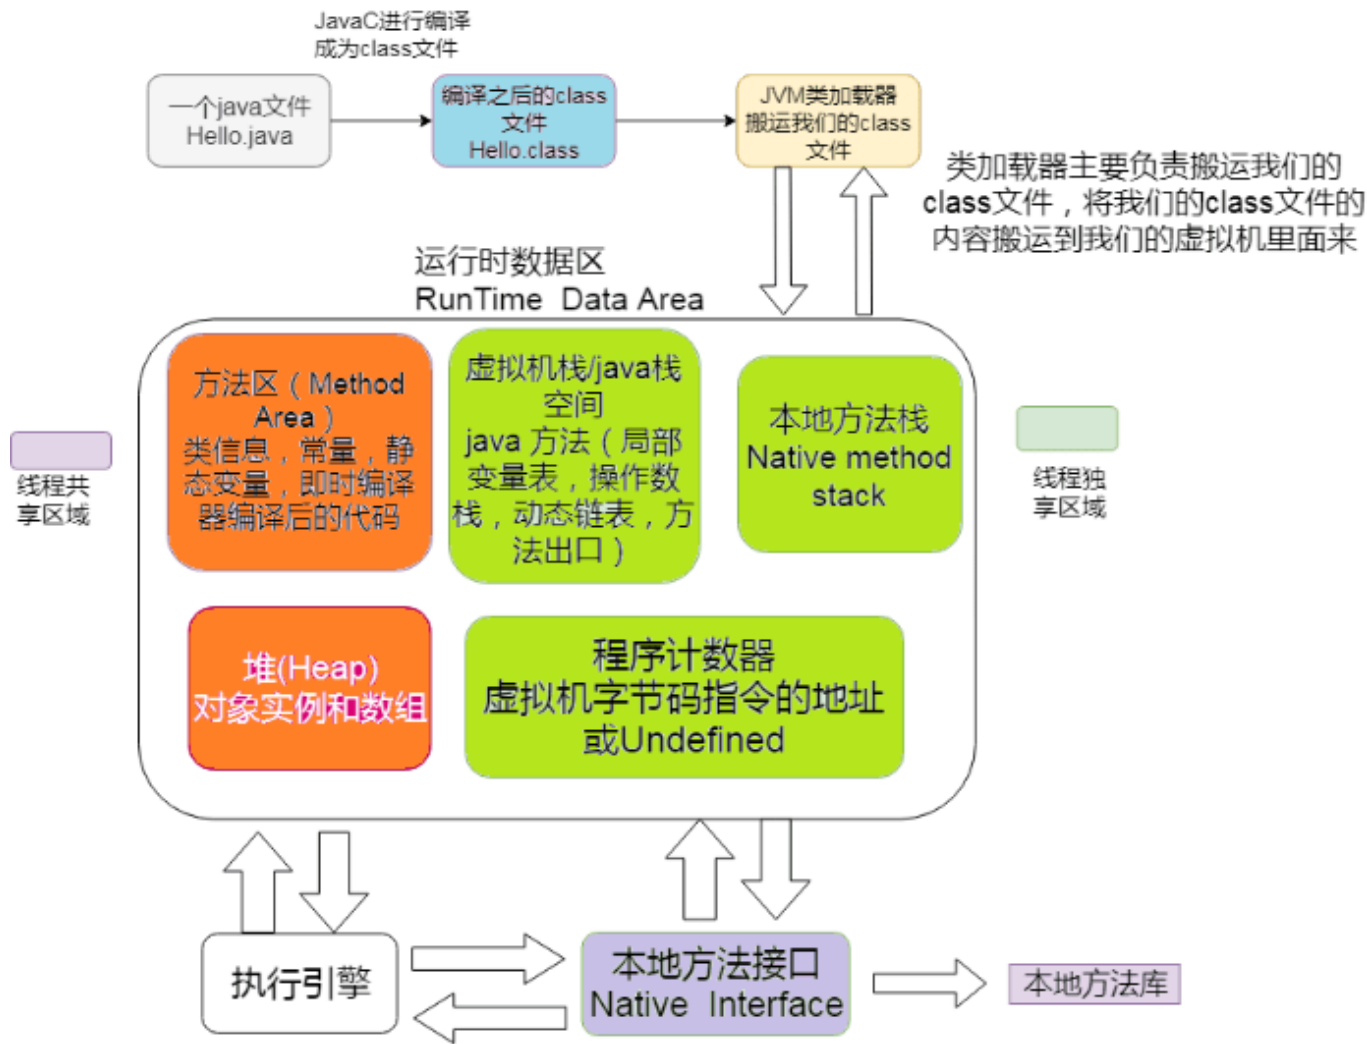 JavaC进行编译
成为class文件
一个java文件
Hello.java
编译之后的class
文件
Hello.class
JVM类加载器
搬运我们的class
文件
类加载器主要负责搬运我们的
class文件，将我们的class文件的
内容搬运到我们的虚拟机里面来
运行时数据区
RunTime Data Area
方法区（Method
Area）
类信息，常量，静
态变量，即时编译
器编译后的代码
虚拟机栈/java栈
空间
java 方法（局部
变量表，操作数
栈，动态链表，方
法出口）
本地方法栈
Native method
stack
线程共
享区域
线程独
享区域
堆(Heap)
对象实例和数组
程序计数器
虚拟机字节码指令的地址
或Undefined
执行引擎
本地方法接口
Native Interface
本地方法库